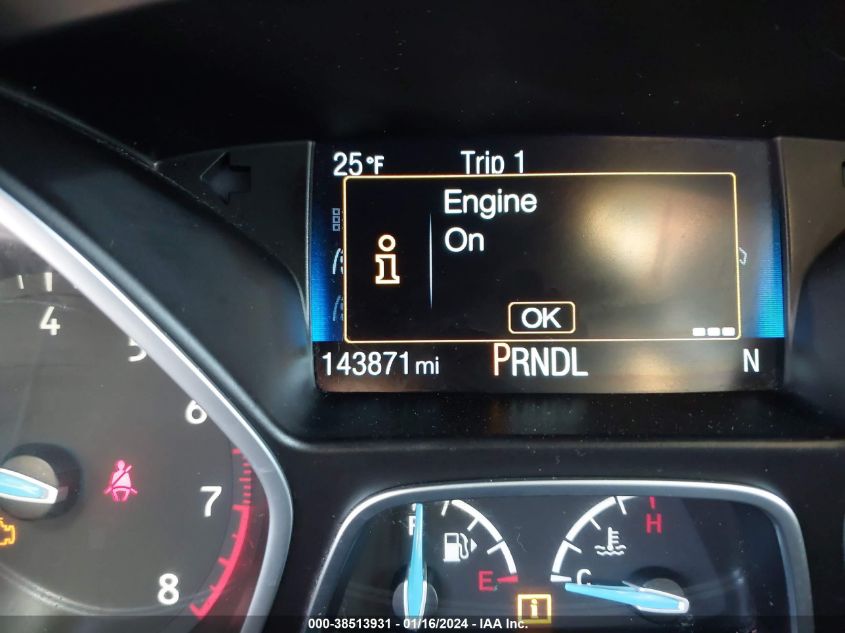 25°F Trip 1
Engine
On
OK
143871 mi PRNDL N
4
5
6
7
8
F
E
H
C
000-38513931 - 01/16/2024 - IAA Inc.